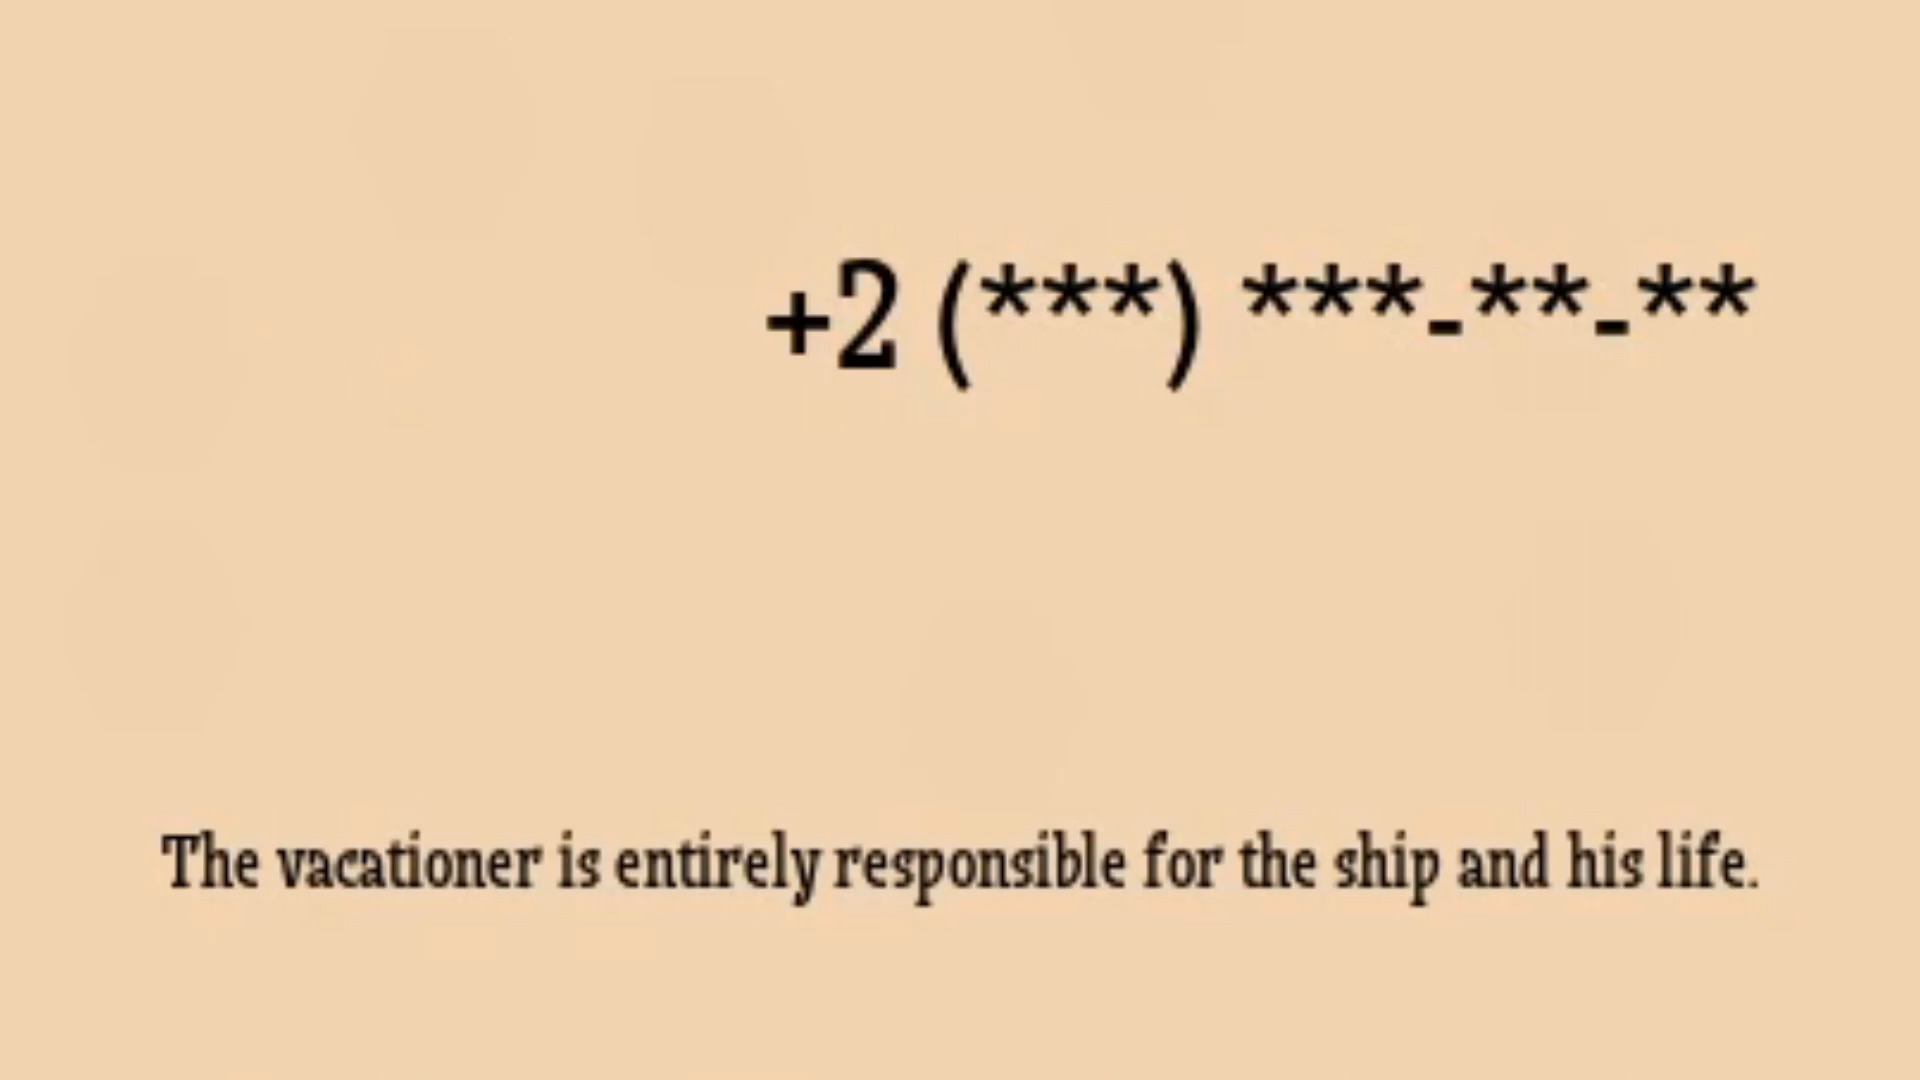 +2 (***) ***-**-**
The vacationer is entirely responsible for the ship and his life.